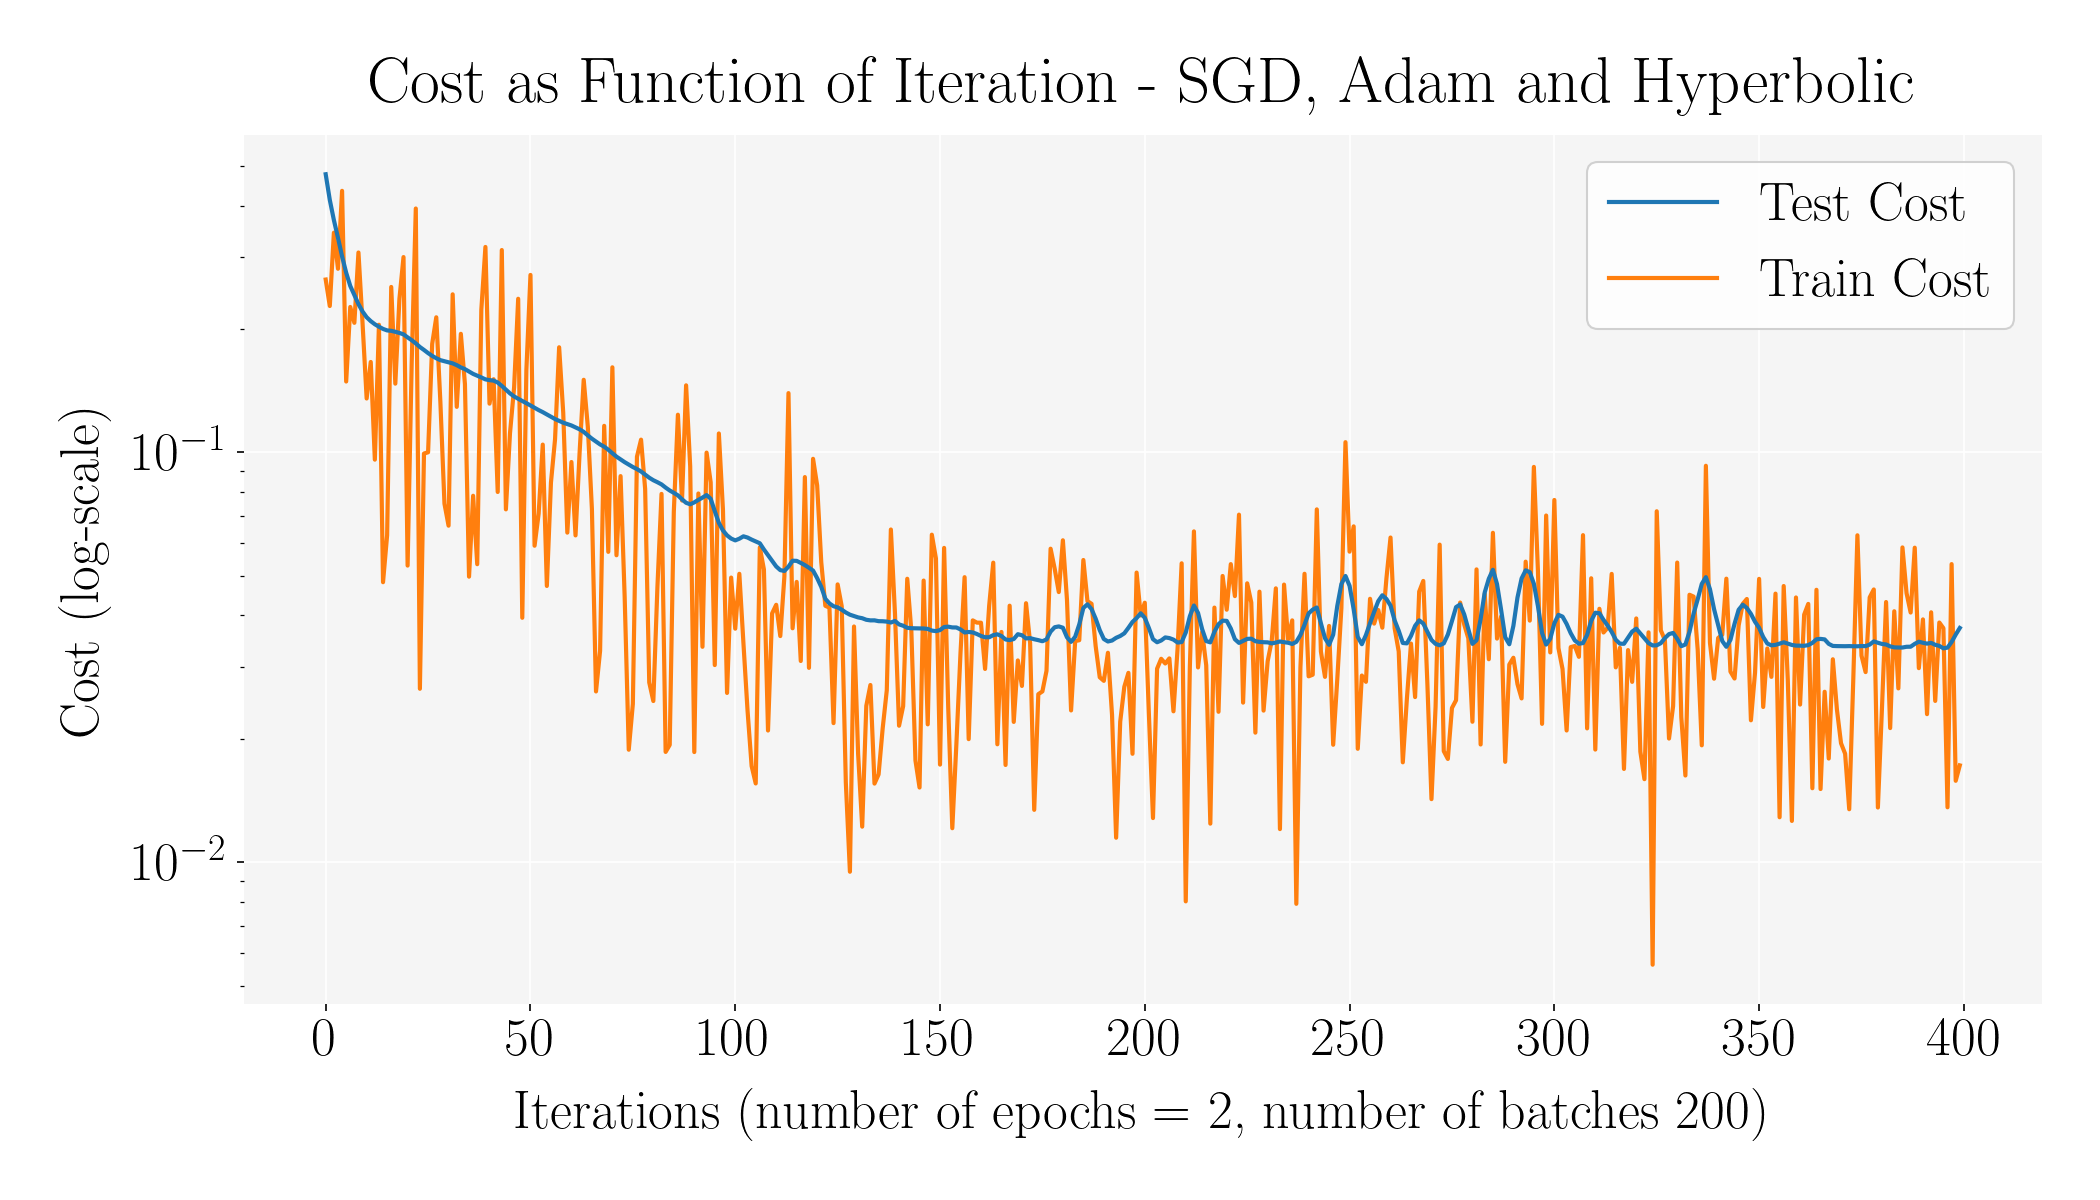 Cost as Function of Iteration - SGD, Adam and Hyperbolic
Test Cost
Train Cost
Cost (log-scale)
10⁻¹
10⁻²
0 50 100 150 200 250 300 350 400
Iterations (number of epochs = 2, number of batches 200)